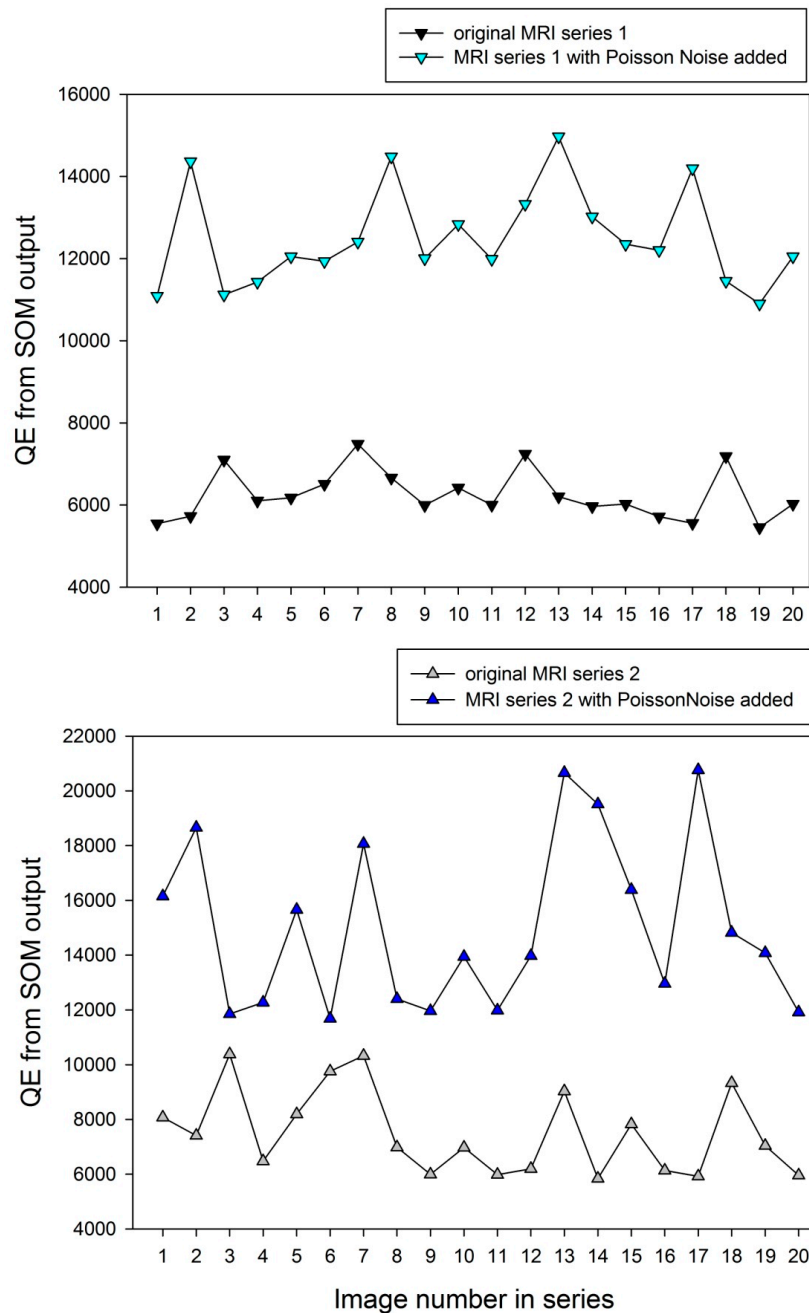 original MRI series 1
MRI series 1 with Poisson Noise added
16000
14000
12000
10000
8000
6000
4000
QE from SOM output
1 2 3 4 5 6 7 8 9 10 11 12 13 14 15 16 17 18 19 20
original MRI series 2
MRI series 2 with PoissonNoise added
22000
20000
18000
16000
14000
12000
10000
8000
6000
4000
QE from SOM output
1 2 3 4 5 6 7 8 9 10 11 12 13 14 15 16 17 18 19 20
Image number in series